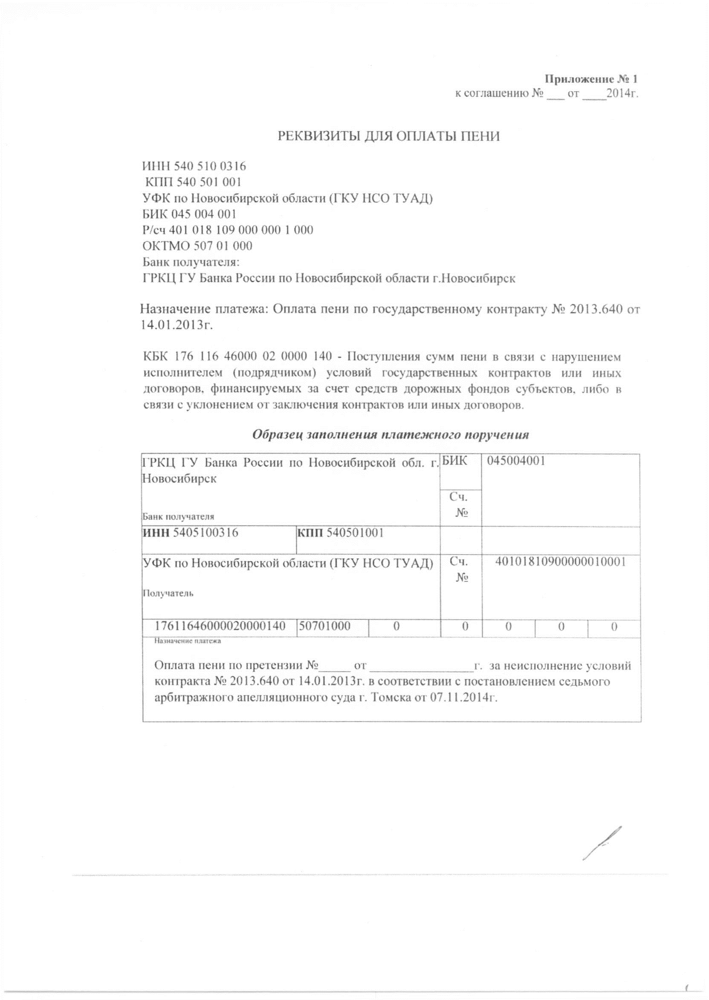 Приложение № 1
к соглашению № ___ от ____2014г.
РЕКВИЗИТЫ ДЛЯ ОПЛАТЫ ПЕНИ
ИНН 540 510 0316
КПП 540 501 001
УФК по Новосибирской области (ГКУ НСО ТУАД)
БИК 045 004 001
Р/сч 401 018 109 000 000 1 000
ОКТМО 507 01 000
Банк получателя:
ГРКЦ ГУ Банка России по Новосибирской области г.Новосибирск
Назначение платежа: Оплата пени по государственному контракту № 2013.640 от
14.01.2013г.
КБК 176 116 46000 02 0000 140 - Поступления сумм пени в связи с нарушением
исполнителем (подрядчиком) условий государственных контрактов или иных
договоров, финансируемых за счет средств дорожных фондов субъектов, либо в
связи с уклонением от заключения контрактов или иных договоров.
Образец заполнения платежного поручения
ГРКЦ ГУ Банка России по Новосибирской обл. г. БИК 045004001
Новосибирск
Сч.
№
Банк получателя
ИНН 5405100316 КПП 540501001
УФК по Новосибирской области (ГКУ НСО ТУАД) Сч. 40101810900000010001
№
Получатель
17611646000020000140 50701000 0 0 0 0 0
Назначение платежа
Оплата пени по претензии №_____ от ________________г. за неисполнение условий
контракта № 2013.640 от 14.01.2013г. в соответствии с постановлением седьмого
арбитражного апелляционного суда г. Томска от 07.11.2014г.